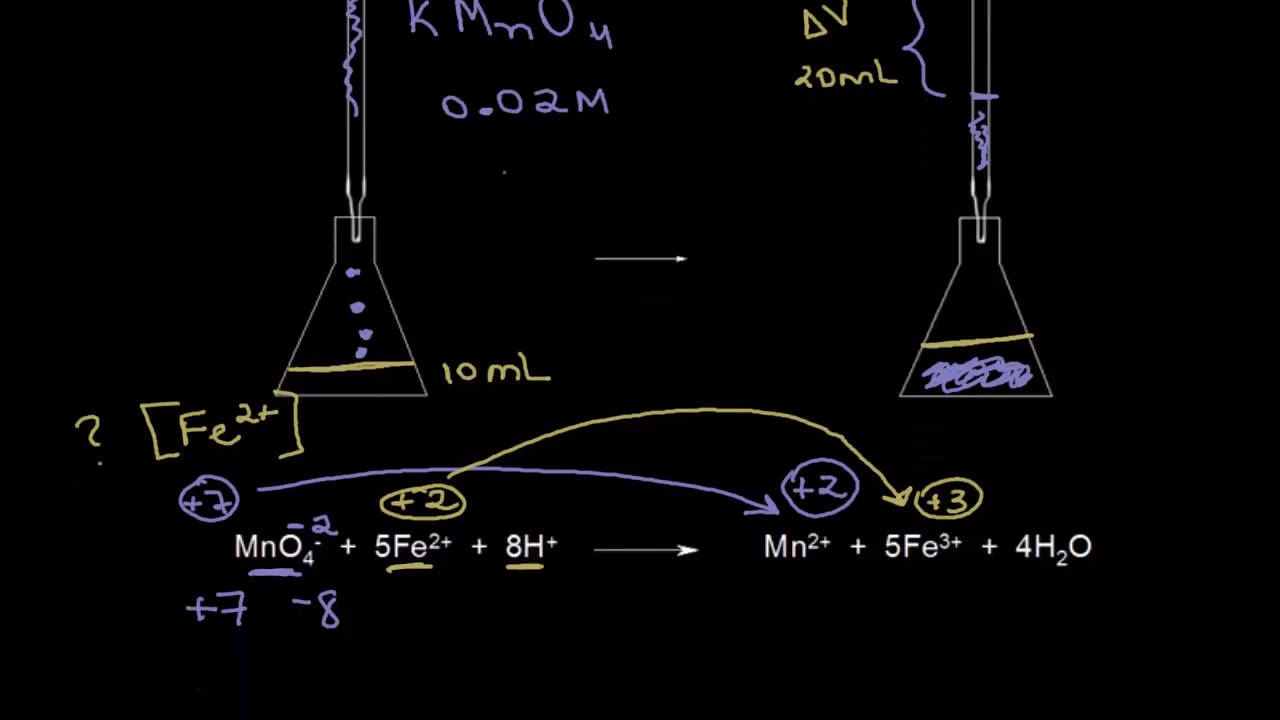 KMnO₄
ΔV
20mL
0.02M
10mL
? [Fe²⁺]
+7 +2 +2 +3
-2
MnO₄⁻ + 5Fe²⁺ + 8H⁺ → Mn²⁺ + 5Fe³⁺ + 4H₂O
+7 -8